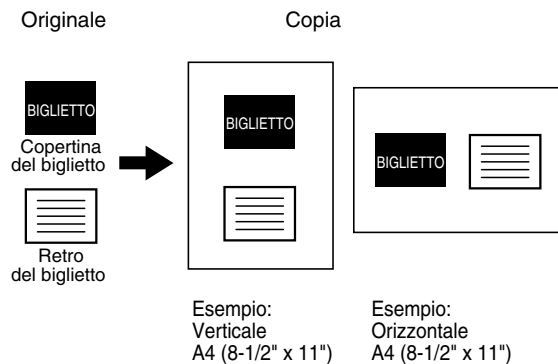 Originale
Copia
BIGLIETTO
Copertina
del biglietto
Retro
del biglietto
BIGLIETTO
BIGLIETTO
Esempio:
Verticale
A4 (8-1/2" x 11")
Esempio:
Orizzontale
A4 (8-1/2" x 11")